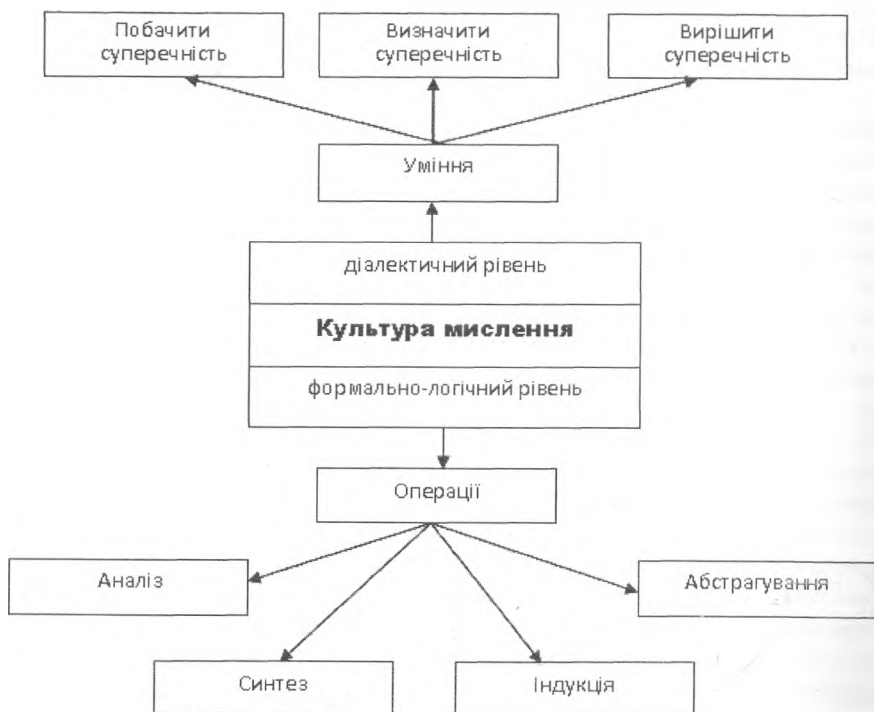 Побачити
суперечність
Визначити
суперечність
Вирішити
суперечність
Уміння
діалектичний рівень
Культура мислення
формально-логічний рівень
Операції
Аналіз
Абстрагування
Синтез
Індукція